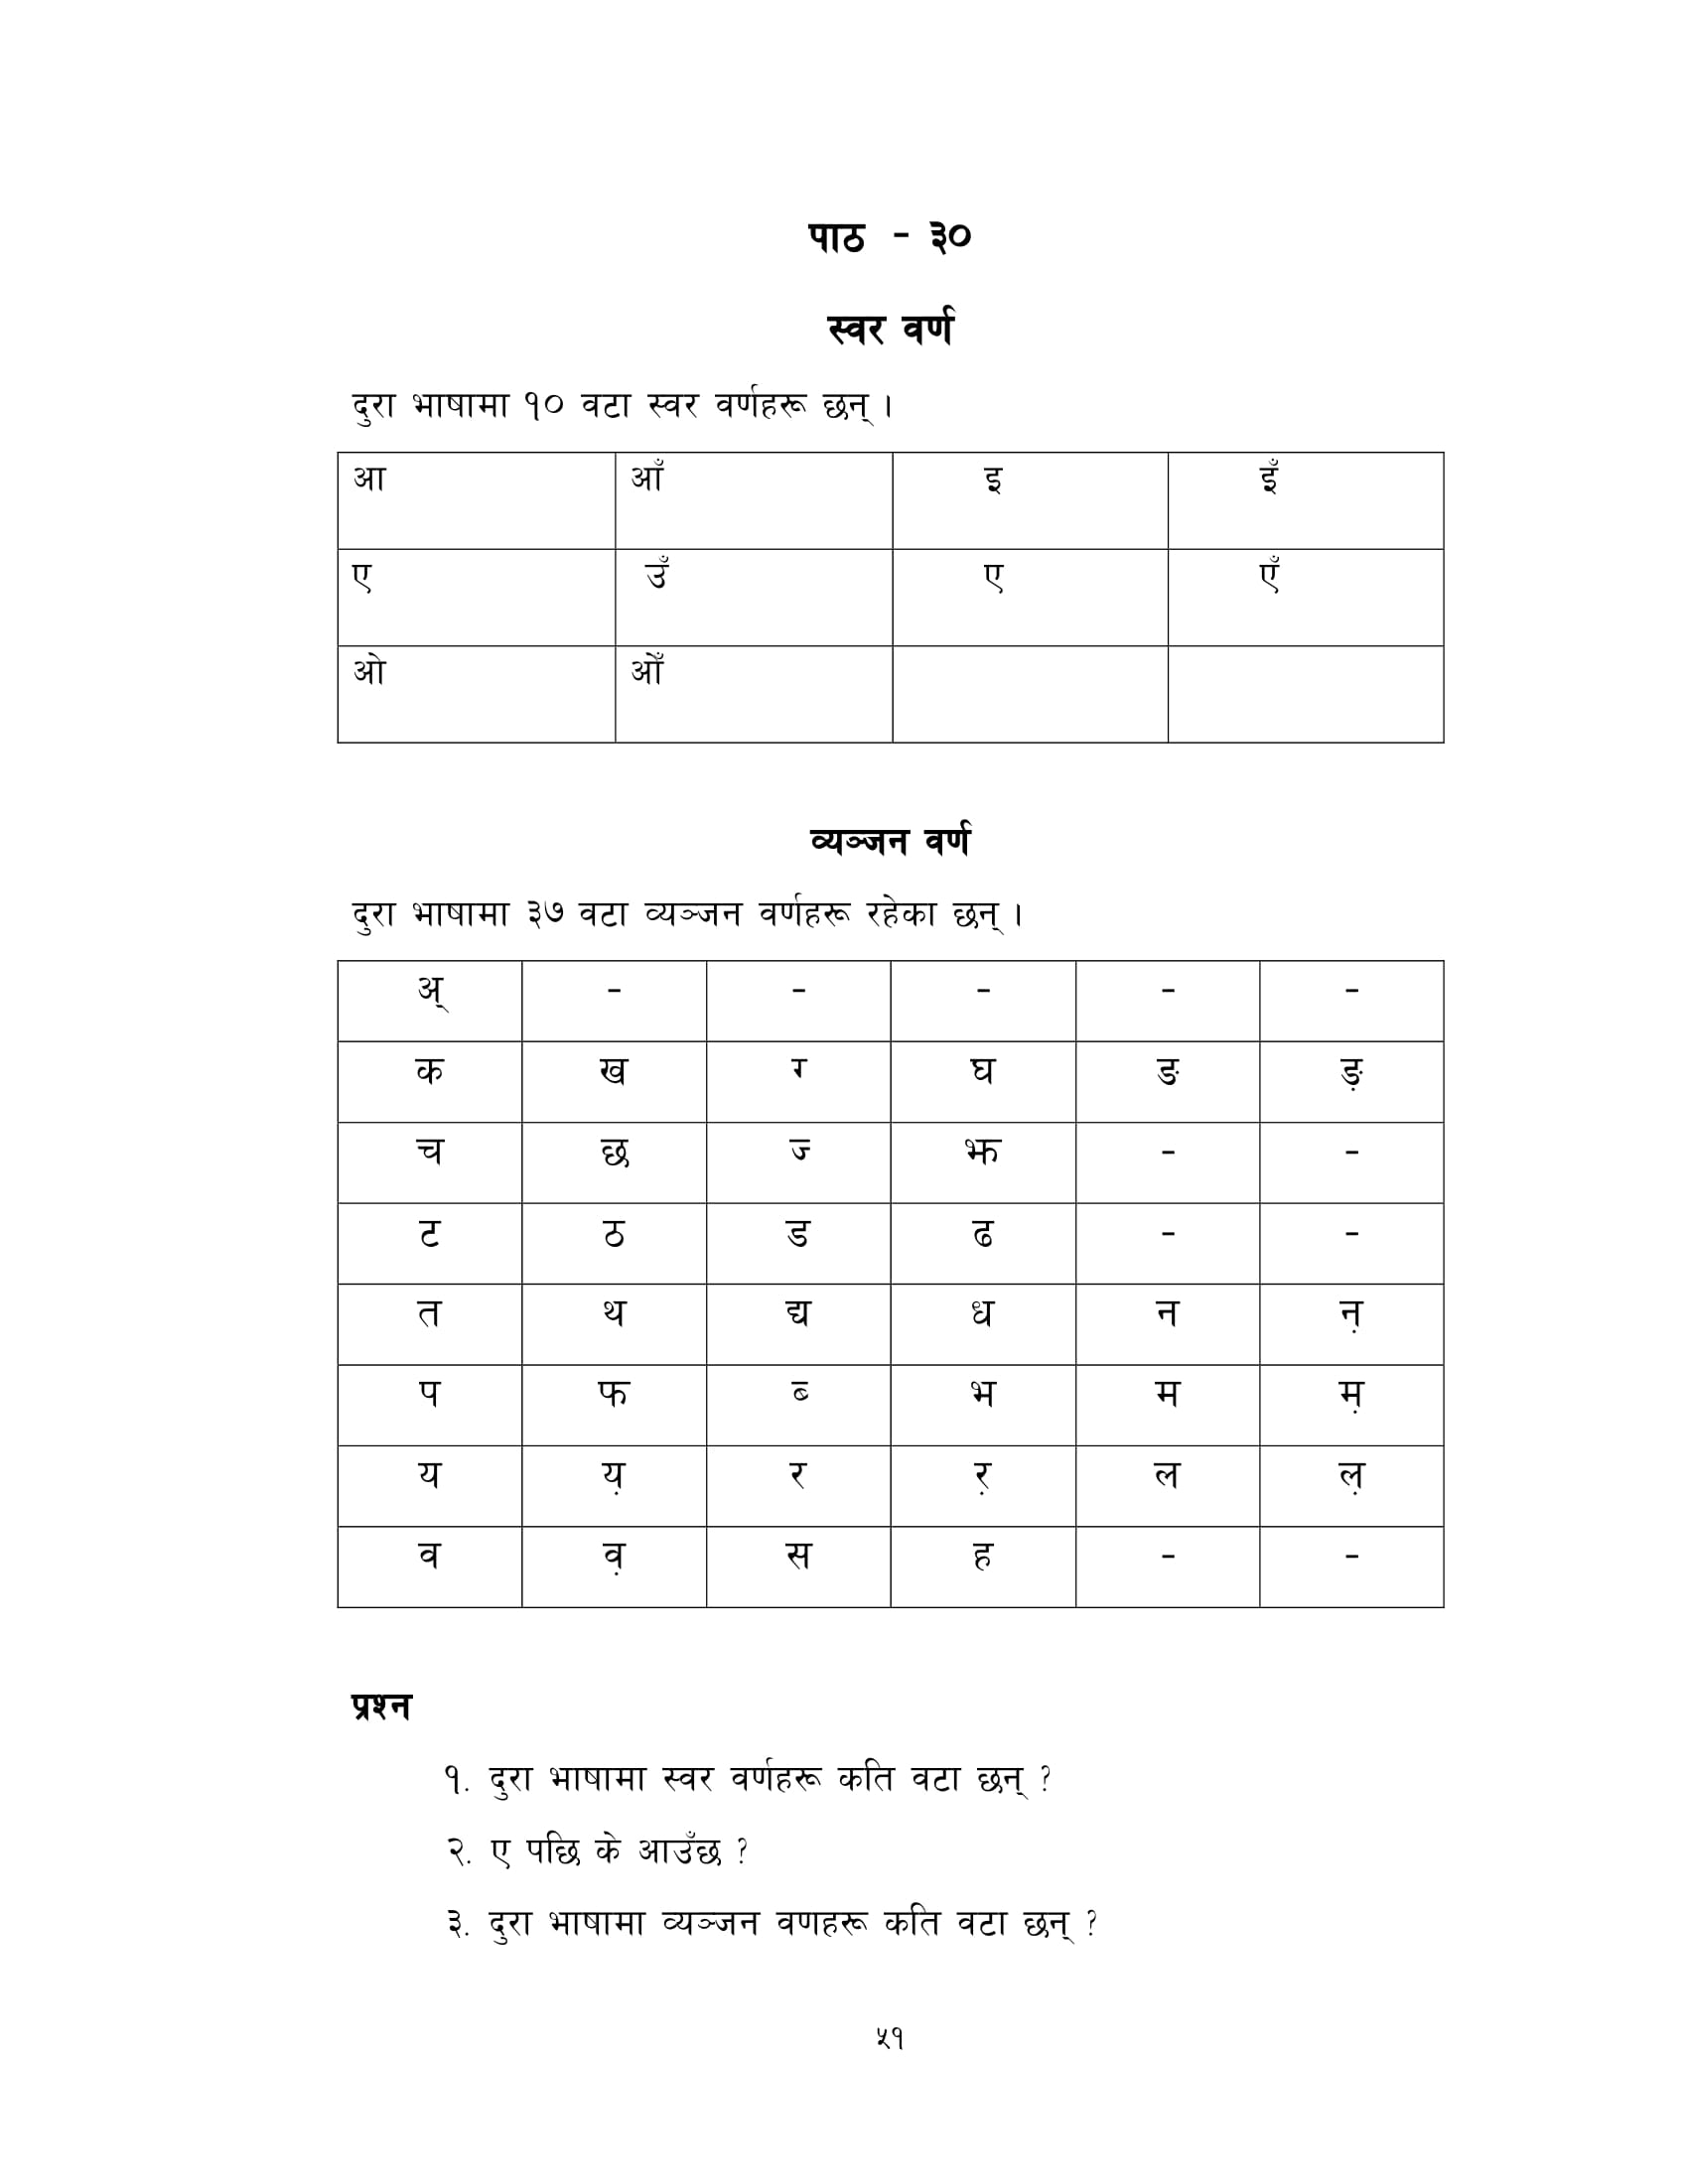 पाठ - ३०
स्वर वर्ण
दुरा भाषामा १० वटा स्वर वर्णहरू छन् ।
आ आँ इ इँ
ए उँ ए एँ
ओ ओँ
व्यञ्जन वर्ण
दुरा भाषामा ३७ वटा व्यञ्जन वर्णहरू रहेका छन् ।
अ् - - - - -
क ख ग्‍ घ ङ ङ़
च छ ज्‍ झ - -
ट ठ ड ढ - -
त थ द्य ध न ऩ
प फ ब्‍ भ म म़
य य़ र ऱ ल ल़
व व़ स ह - -
प्रश्न
१. दुरा भाषामा स्वर वर्णहरू कति वटा छन् ?
२. ए पछि के आउँछ ?
३. दुरा भाषामा व्यञ्जन वणहरू कति वटा छन् ?
५१